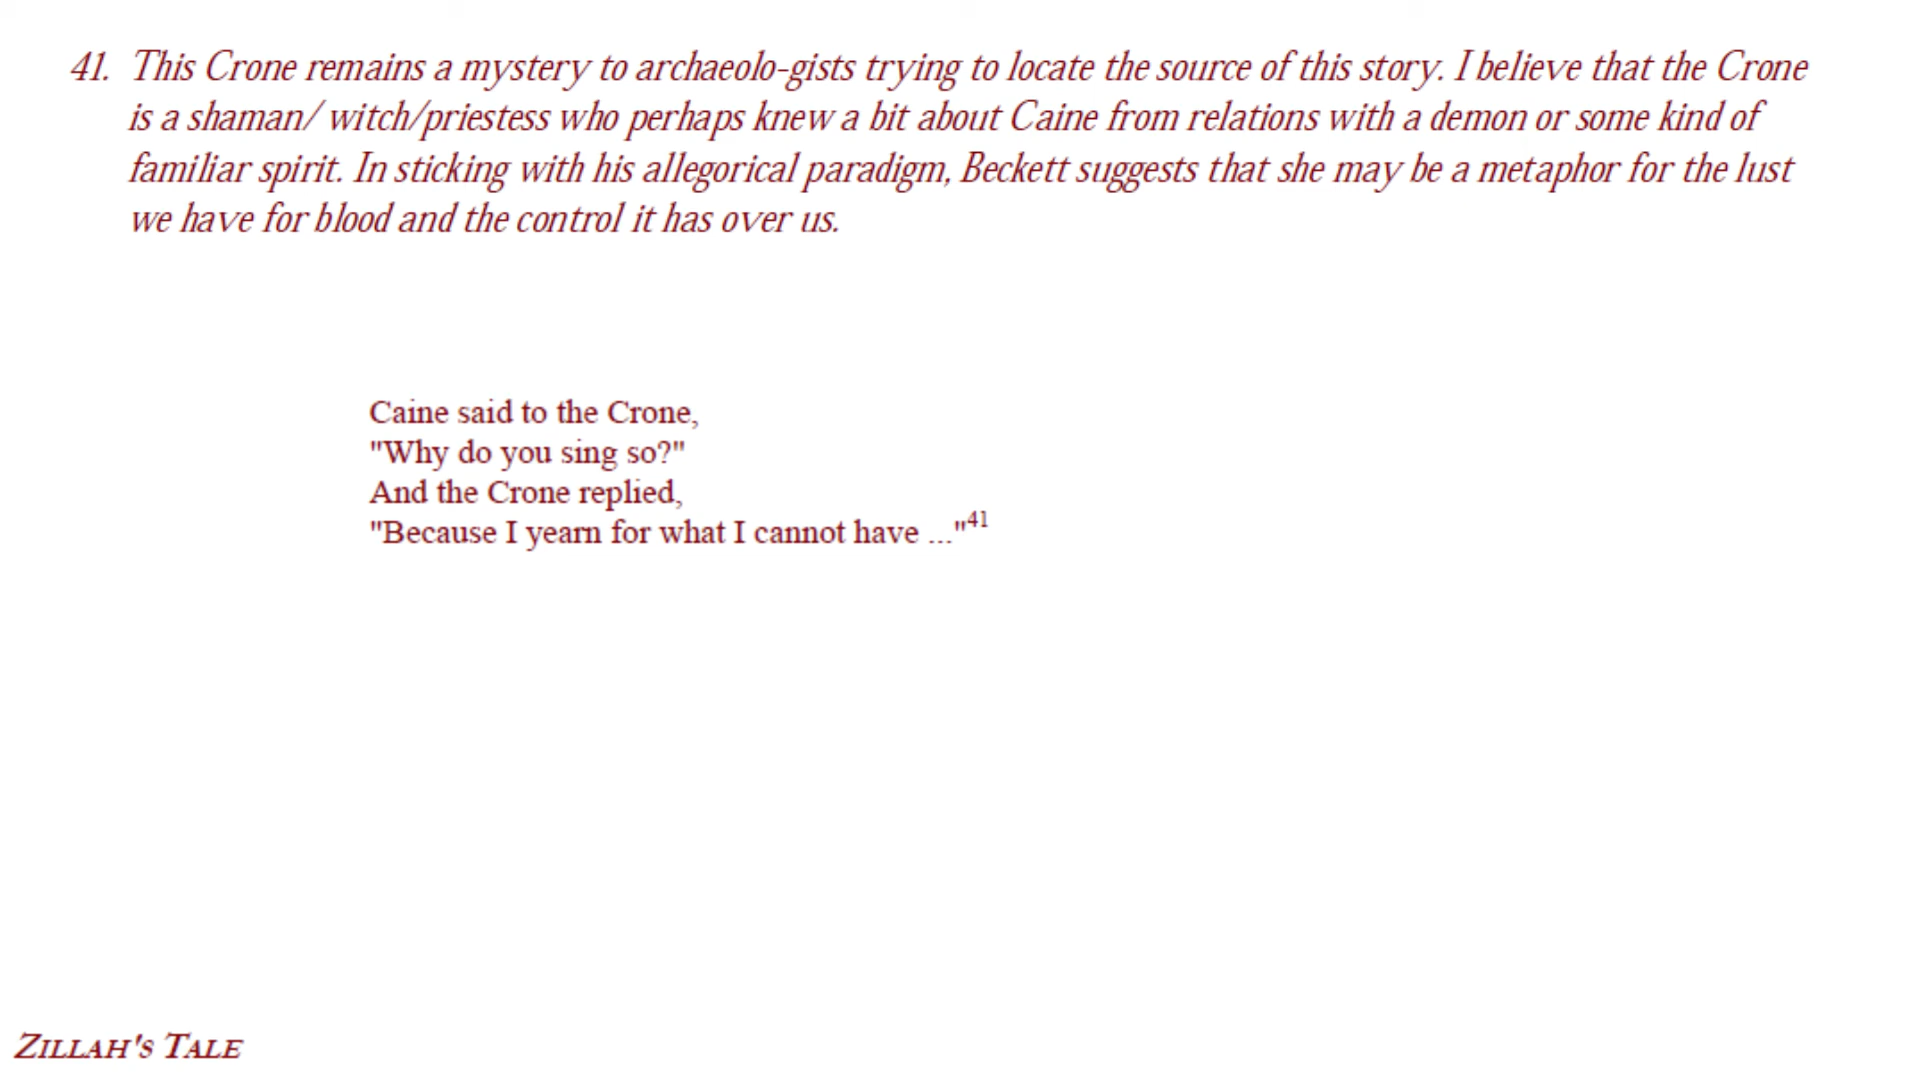 41. This Crone remains a mystery to archaeolo-gists trying to locate the source of this story. I believe that the Crone
is a shaman/ witch/priestess who perhaps knew a bit about Caine from relations with a demon or some kind of
familiar spirit. In sticking with his allegorical paradigm, Beckett suggests that she may be a metaphor for the lust
we have for blood and the control it has over us.
Caine said to the Crone,
"Why do you sing so?"
And the Crone replied,
"Because I yearn for what I cannot have ..."41
ZILLAH'S TALE